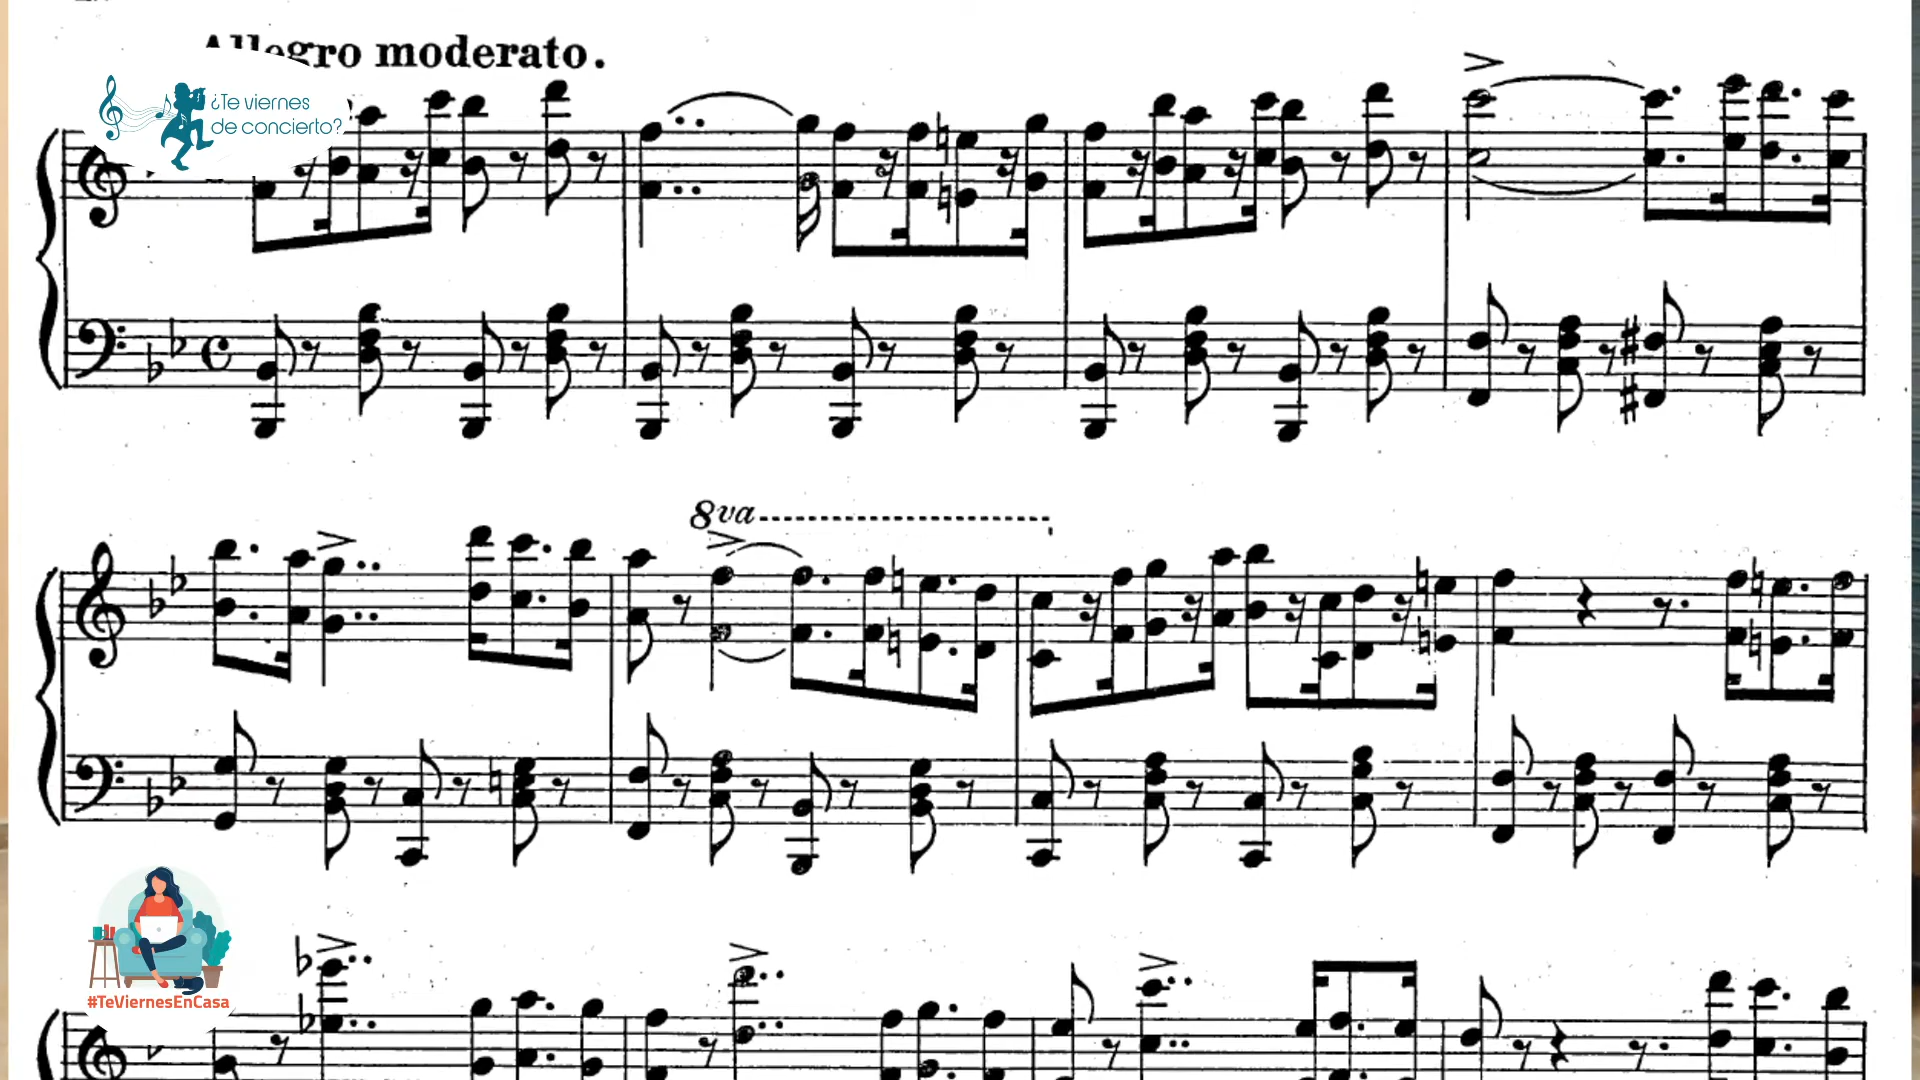 Allegro moderato.
¿Te viernes
de concierto?
8va
#TeViernesEnCasa